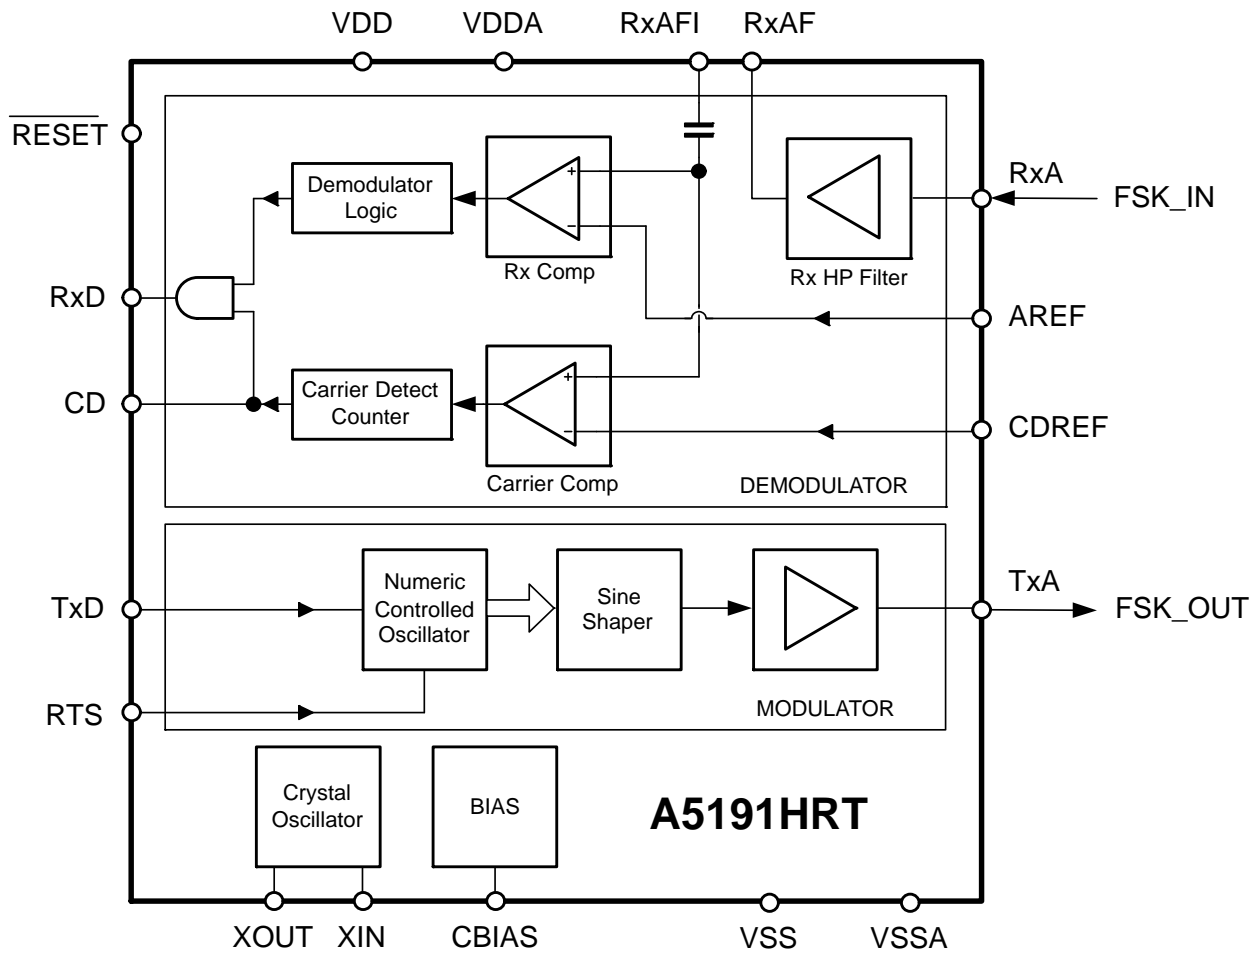 VDD
VDDA
RxAFI
RxAF
RESET
Demodulator
Logic
+
−
Rx Comp
Rx HP Filter
RxA
FSK_IN
RxD
AREF
CD
Carrier Detect
Counter
+
−
Carrier Comp
CDREF
DEMODULATOR
TxD
Numeric
Controlled
Oscillator
Sine
Shaper
TxA
FSK_OUT
RTS
MODULATOR
Crystal
Oscillator
BIAS
A5191HRT
XOUT
XIN
CBIAS
VSS
VSSA